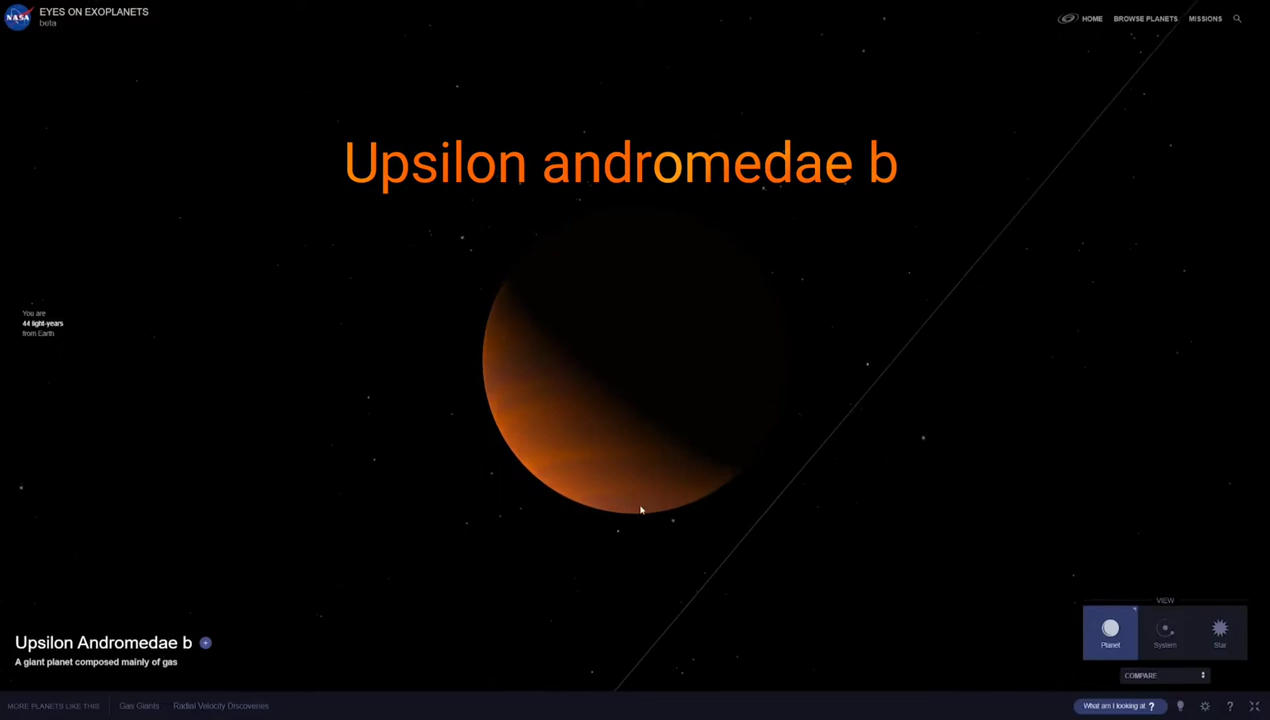 NASA
EYES ON EXOPLANETS
beta
HOME
BROWSE PLANETS
MISSIONS
Upsilon andromedae b
You are
44 light-years
from Earth
Upsilon Andromedae b +
A giant planet composed mainly of gas
VIEW
Planet
System
Star
COMPARE
MORE PLANETS LIKE THIS
Gas Giants
Radial Velocity Discoveries
What am I looking at ?
?